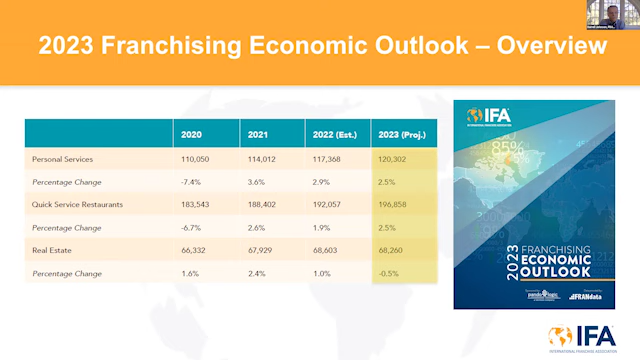 2023 Franchising Economic Outlook – Overview
2020 2021 2022 (Est.) 2023 (Proj.)
Personal Services 110,050 114,012 117,368 120,302
Percentage Change -7.4% 3.6% 2.9% 2.5%
Quick Service Restaurants 183,543 188,402 192,057 196,858
Percentage Change -6.7% 2.6% 1.9% 2.5%
Real Estate 66,332 67,929 68,603 68,260
Percentage Change 1.6% 2.4% 1.0% -0.5%
IFA
INTERNATIONAL FRANCHISE ASSOCIATION
85%
2023 FRANCHISING
ECONOMIC
OUTLOOK
FRANdata
IFA
INTERNATIONAL FRANCHISE ASSOCIATION